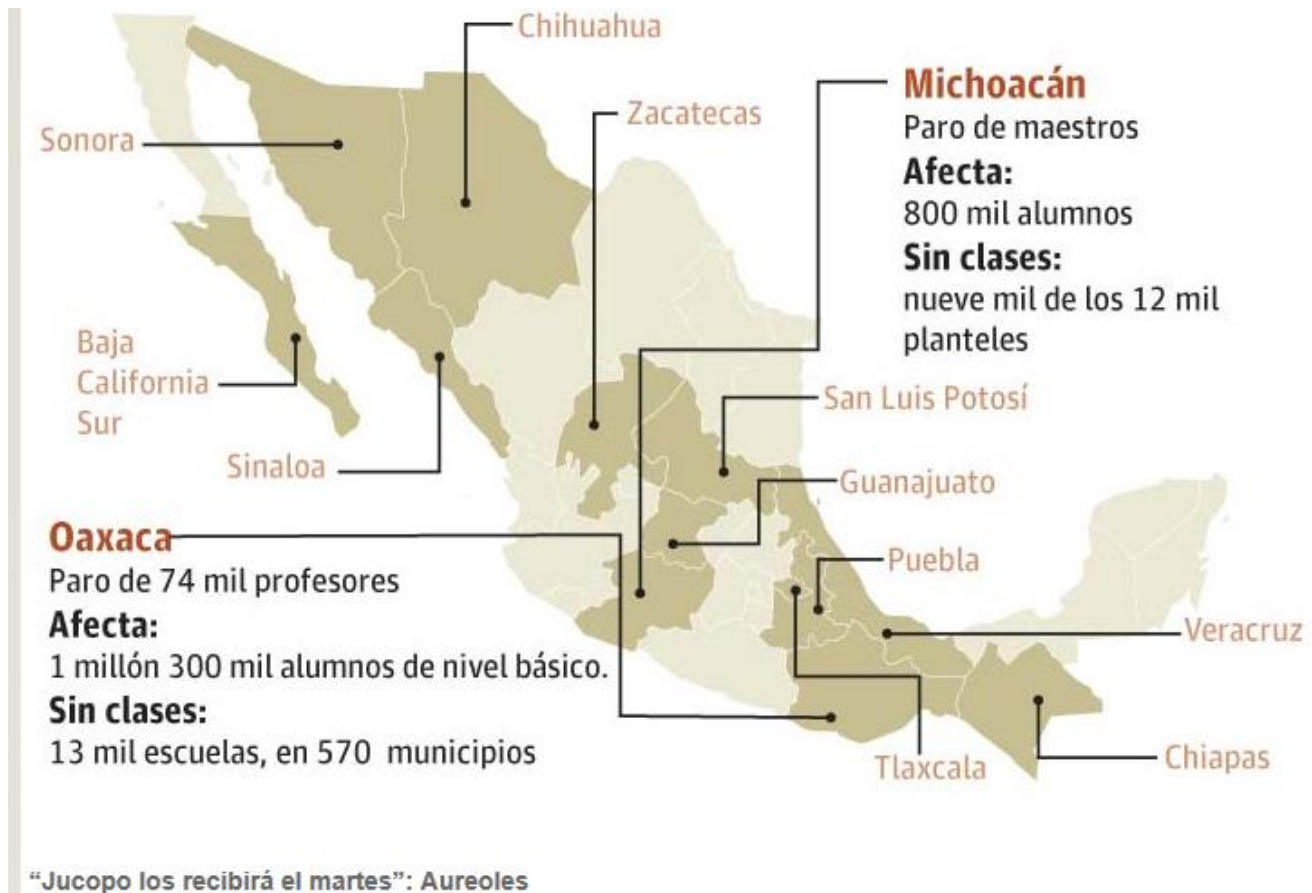 Chihuahua
Zacatecas
Sonora
Michoacán
Paro de maestros
Afecta:
800 mil alumnos
Sin clases:
nueve mil de los 12 mil
planteles
Baja
California
Sur
Sinaloa
San Luis Potosí
Guanajuato
Puebla
Veracruz
Oaxaca
Paro de 74 mil profesores
Afecta:
1 millón 300 mil alumnos de nivel básico.
Sin clases:
13 mil escuelas, en 570 municipios
Tlaxcala
Chiapas
“Jucopo los recibirá el martes”: Aureoles